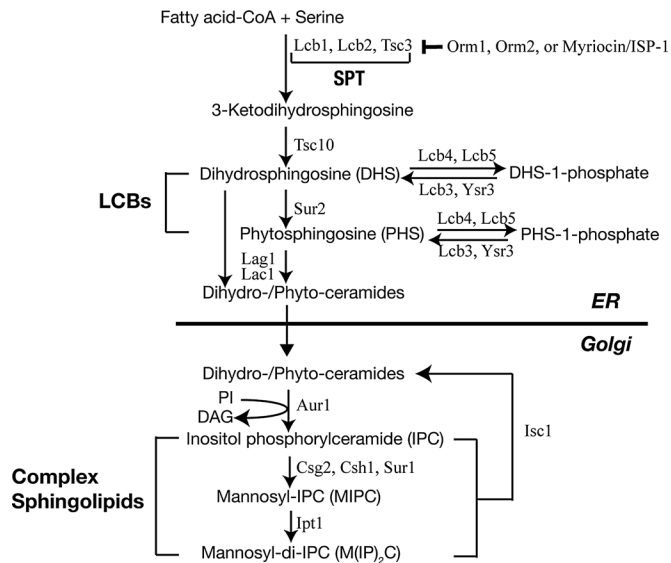 Fatty acid-CoA + Serine
Lcb1, Lcb2, Tsc3
Orm1, Orm2, or Myriocin/ISP-1
SPT
3-Ketodihydrosphingosine
Tsc10
Lcb4, Lcb5
Dihydrosphingosine (DHS)
DHS-1-phosphate
Lcb3, Ysr3
LCBs
Sur2
Lcb4, Lcb5
Phytosphingosine (PHS)
PHS-1-phosphate
Lcb3, Ysr3
Lag1
Lac1
Dihydro-/Phyto-ceramides
ER
Golgi
Dihydro-/Phyto-ceramides
PI
Aur1
DAG
Isc1
Inositol phosphorylceramide (IPC)
Complex
Sphingolipids
Csg2, Csh1, Sur1
Mannosyl-IPC (MIPC)
Ipt1
Mannosyl-di-IPC (M(IP)₂C)